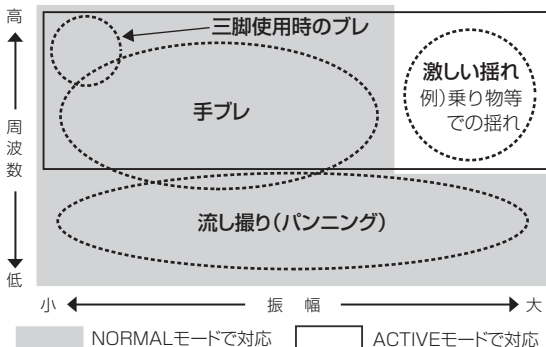 高
周波数
低
三脚使用時のブレ
手ブレ
激しい揺れ
例)乗り物等
での揺れ
流し撮り(パンニング)
小
振幅
大
NORMALモードで対応
ACTIVEモードで対応